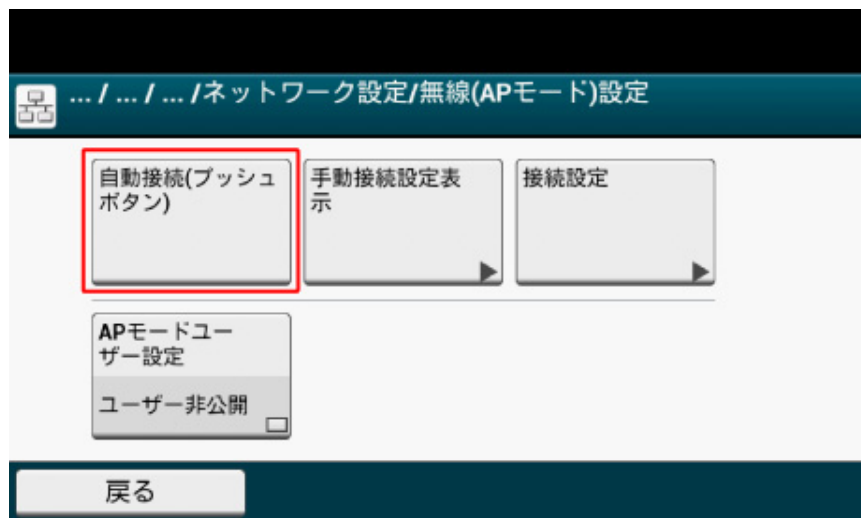 ... / ... / ... /ネットワーク設定/無線(APモード)設定
自動接続(プッシュ
ボタン)
手動接続設定表
示
接続設定
APモードユー
ザー設定
ユーザー非公開
戻る